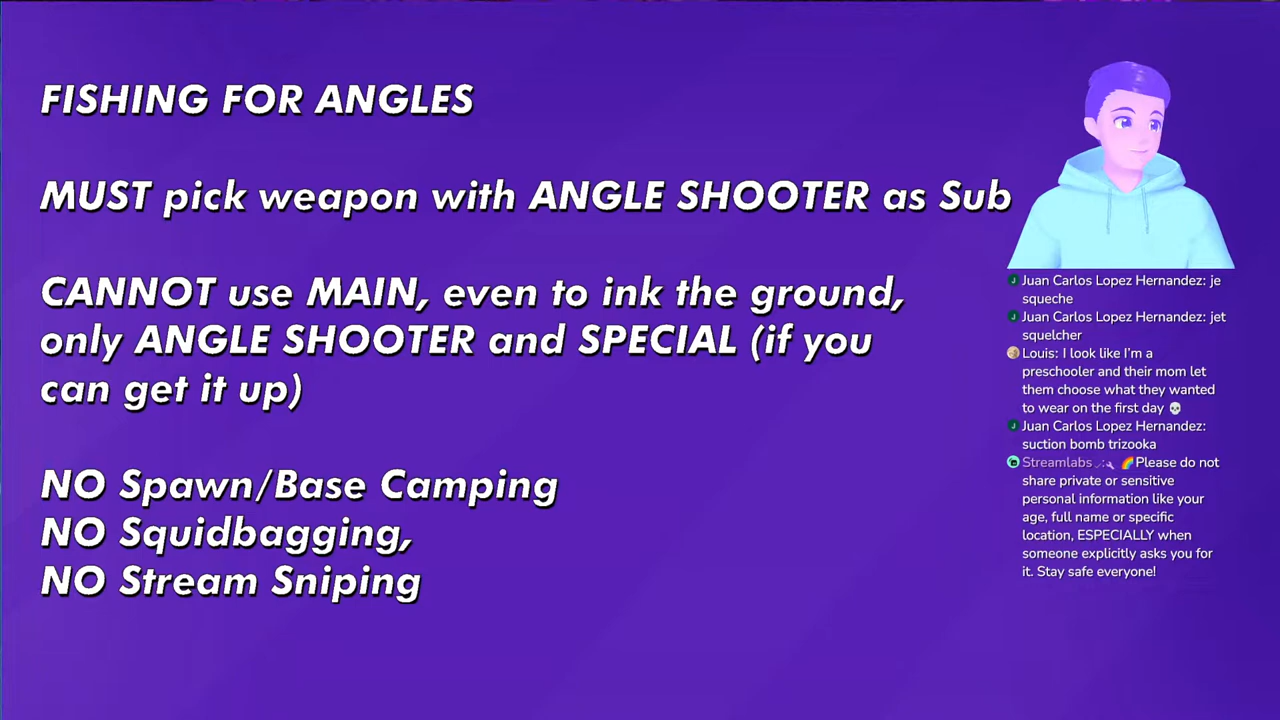 FISHING FOR ANGLES
MUST pick weapon with ANGLE SHOOTER as Sub
CANNOT use MAIN, even to ink the ground,
only ANGLE SHOOTER and SPECIAL (if you
can get it up)
NO Spawn/Base Camping
NO Squidbagging,
NO Stream Sniping
J Juan Carlos Lopez Hernandez: je
squeche
J Juan Carlos Lopez Hernandez: jet
squelcher
Louis: I look like I'm a
preschooler and their mom let
them choose what they wanted
to wear on the first day 💀
J Juan Carlos Lopez Hernandez:
suction bomb trizooka
Streamlabs 🌈Please do not
share private or sensitive
personal information like your
age, full name or specific
location, ESPECIALLY when
someone explicitly asks you for
it. Stay safe everyone!